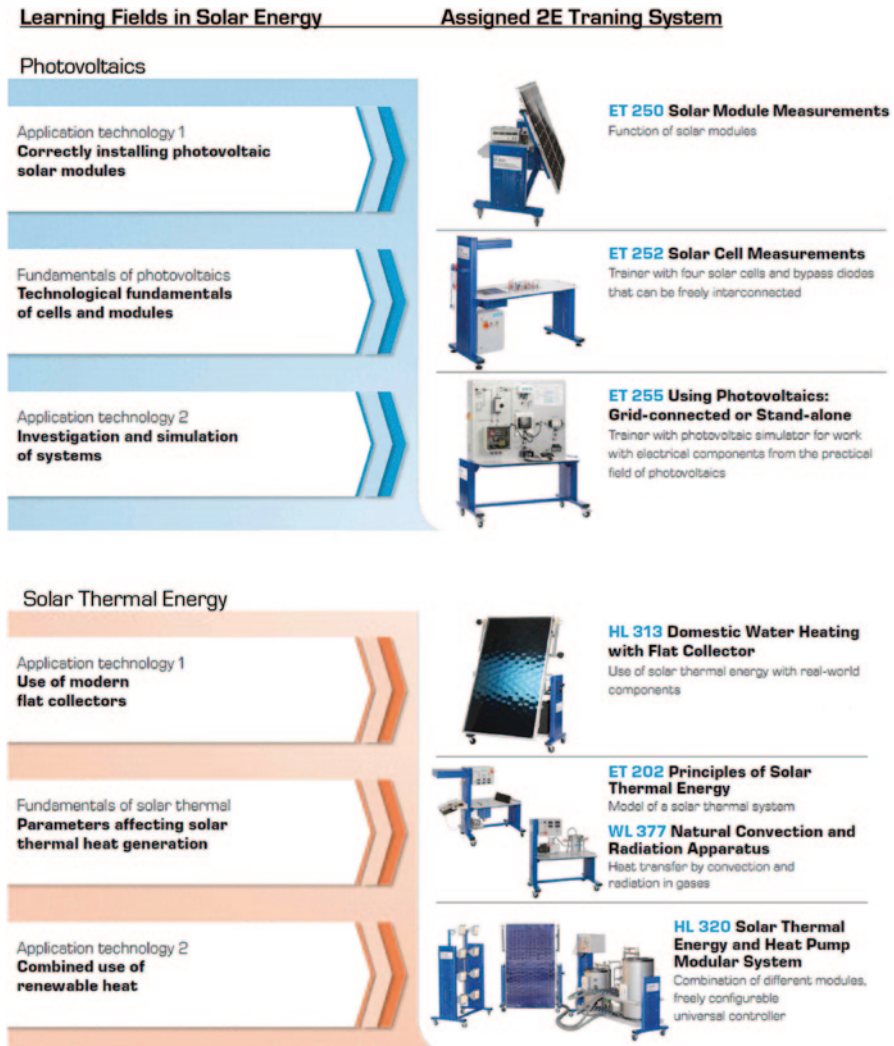 Learning Fields in Solar Energy
Assigned 2E Traning System
Photovoltaics
Application technology 1
Correctly installing photovoltaic
solar modules
ET 250 Solar Module Measurements
Function of solar modules
Fundamentals of photovoltaics
Technological fundamentals
of cells and modules
ET 252 Solar Cell Measurements
Trainer with four solar cells and bypass diodes
that can be freely interconnected
Application technology 2
Investigation and simulation
of systems
ET 255 Using Photovoltaics:
Grid-connected or Stand-alone
Trainer with photovoltaic simulator for work
with electrical components from the practical
field of photovoltaics
Solar Thermal Energy
Application technology 1
Use of modern
flat collectors
HL 313 Domestic Water Heating
with Flat Collector
Use of solar thermal energy with real-world
components
Fundamentals of solar thermal
Parameters affecting solar
thermal heat generation
ET 202 Principles of Solar
Thermal Energy
Model of a solar thermal system
WL 377 Natural Convection and
Radiation Apparatus
Heat transfer by convection and
radiation in gases
Application technology 2
Combined use of
renewable heat
HL 320 Solar Thermal
Energy and Heat Pump
Modular System
Combination of different modules,
freely configurable
universal controller